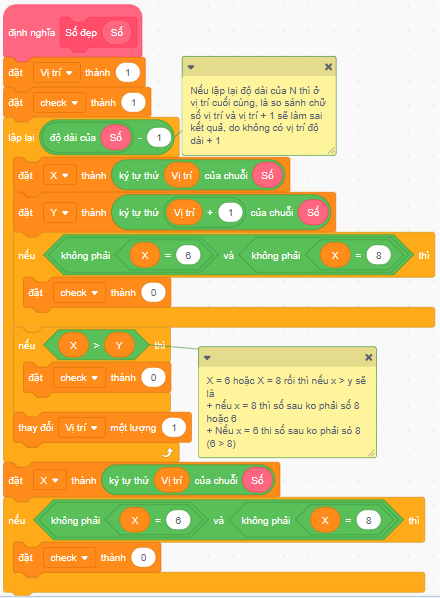 định nghĩa Số đẹp Số
đặt Vị trí thành 1
đặt check thành 1
Nếu lặp lại độ dài của N thì ở
vị trí cuối cùng, là so sánh chữ
số vị trí và vị trí + 1 sẽ làm sai
kết quả, do không có vị trí độ
dài + 1
lặp lại độ dài của Số - 1
đặt X thành ký tự thứ Vị trí của chuỗi Số
đặt Y thành ký tự thứ Vị trí + 1 của chuỗi Số
nếu không phải X = 6 và không phải X = 8 thì
đặt check thành 0
nếu X > Y thì
đặt check thành 0
X = 6 hoặc X = 8 rồi thì nếu x > y sẽ
là
+ nếu x = 8 thì số sau ko phải số 8
hoặc 6
+ Nếu x = 6 thi số sau ko phải só 8
(6 > 8)
thay đổi Vị trí một lượng 1
đặt X thành ký tự thứ Vị trí của chuỗi Số
nếu không phải X = 6 và không phải X = 8 thì
đặt check thành 0